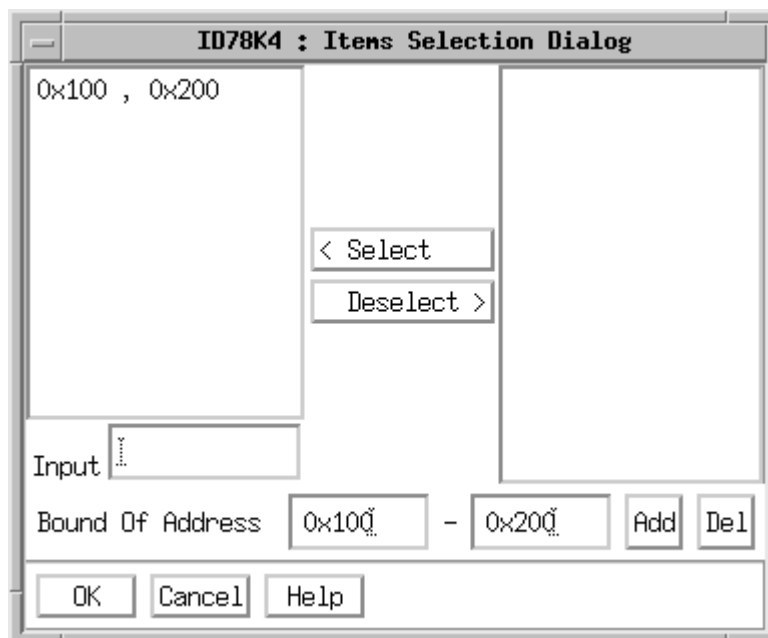 ID78K4 : Items Selection Dialog
0x100 , 0x200
< Select
Deselect >
Input
Bound Of Address 0x100 - 0x200 Add Del
OK Cancel Help